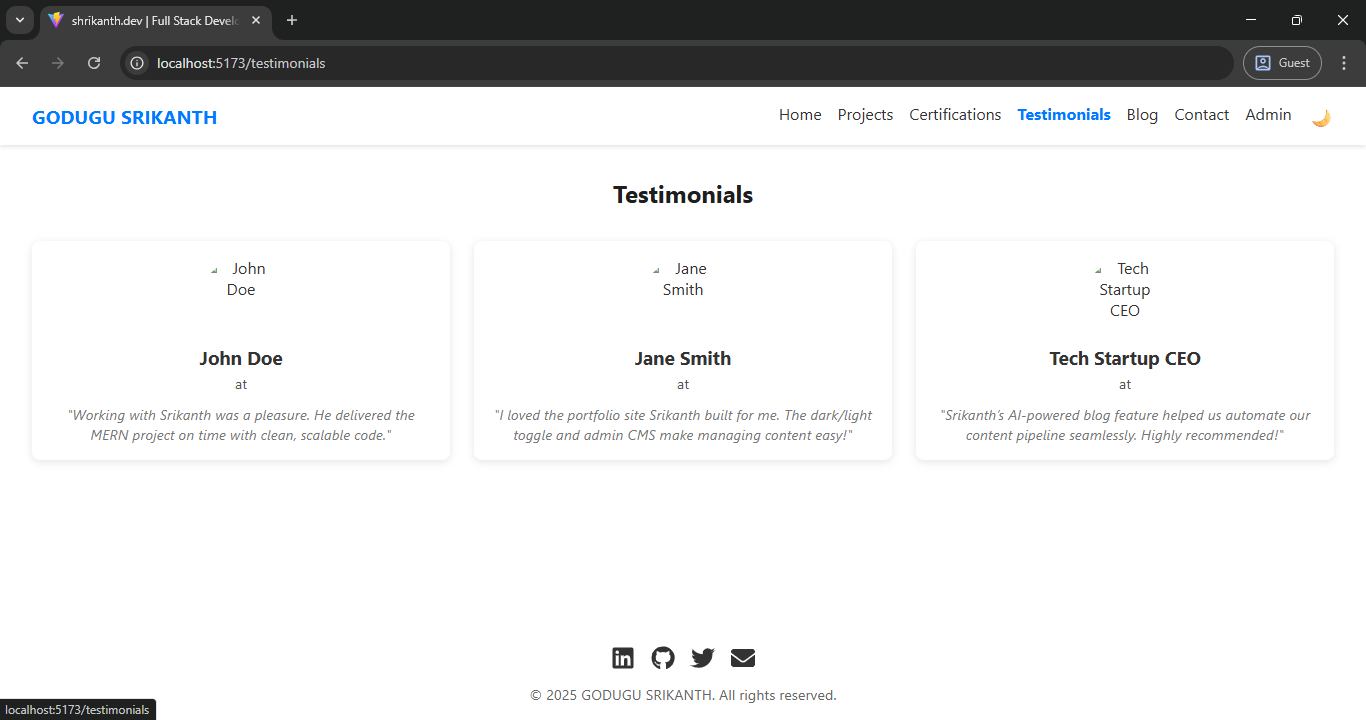 shrikanth.dev | Full Stack Develo
localhost:5173/testimonials
Guest
GODUGU SRIKANTH
Home Projects Certifications Testimonials Blog Contact Admin
Testimonials
John
Doe
John Doe
at
"Working with Srikanth was a pleasure. He delivered the
MERN project on time with clean, scalable code."
Jane
Smith
Jane Smith
at
"I loved the portfolio site Srikanth built for me. The dark/light
toggle and admin CMS make managing content easy!"
Tech
Startup
CEO
Tech Startup CEO
at
"Srikanth’s AI-powered blog feature helped us automate our
content pipeline seamlessly. Highly recommended!"
© 2025 GODUGU SRIKANTH. All rights reserved.
localhost:5173/testimonials